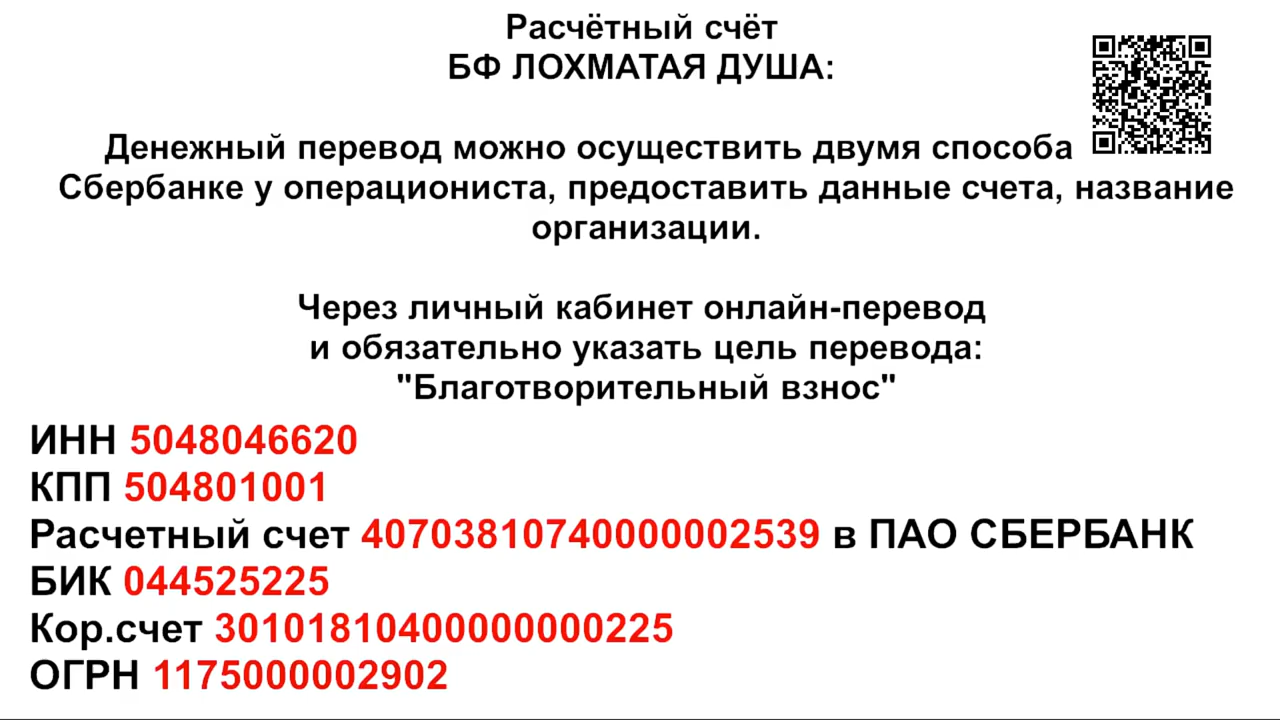 Расчётный счёт
БФ ЛОХМАТАЯ ДУША:
Денежный перевод можно осуществить двумя способа
Сбербанке у операциониста, предоставить данные счета, название
организации.
Через личный кабинет онлайн-перевод
и обязательно указать цель перевода:
"Благотворительный взнос"
ИНН 5048046620
КПП 504801001
Расчетный счет 40703810740000002539 в ПАО СБЕРБАНК
БИК 044525225
Кор.счет 30101810400000000225
ОГРН 1175000002902